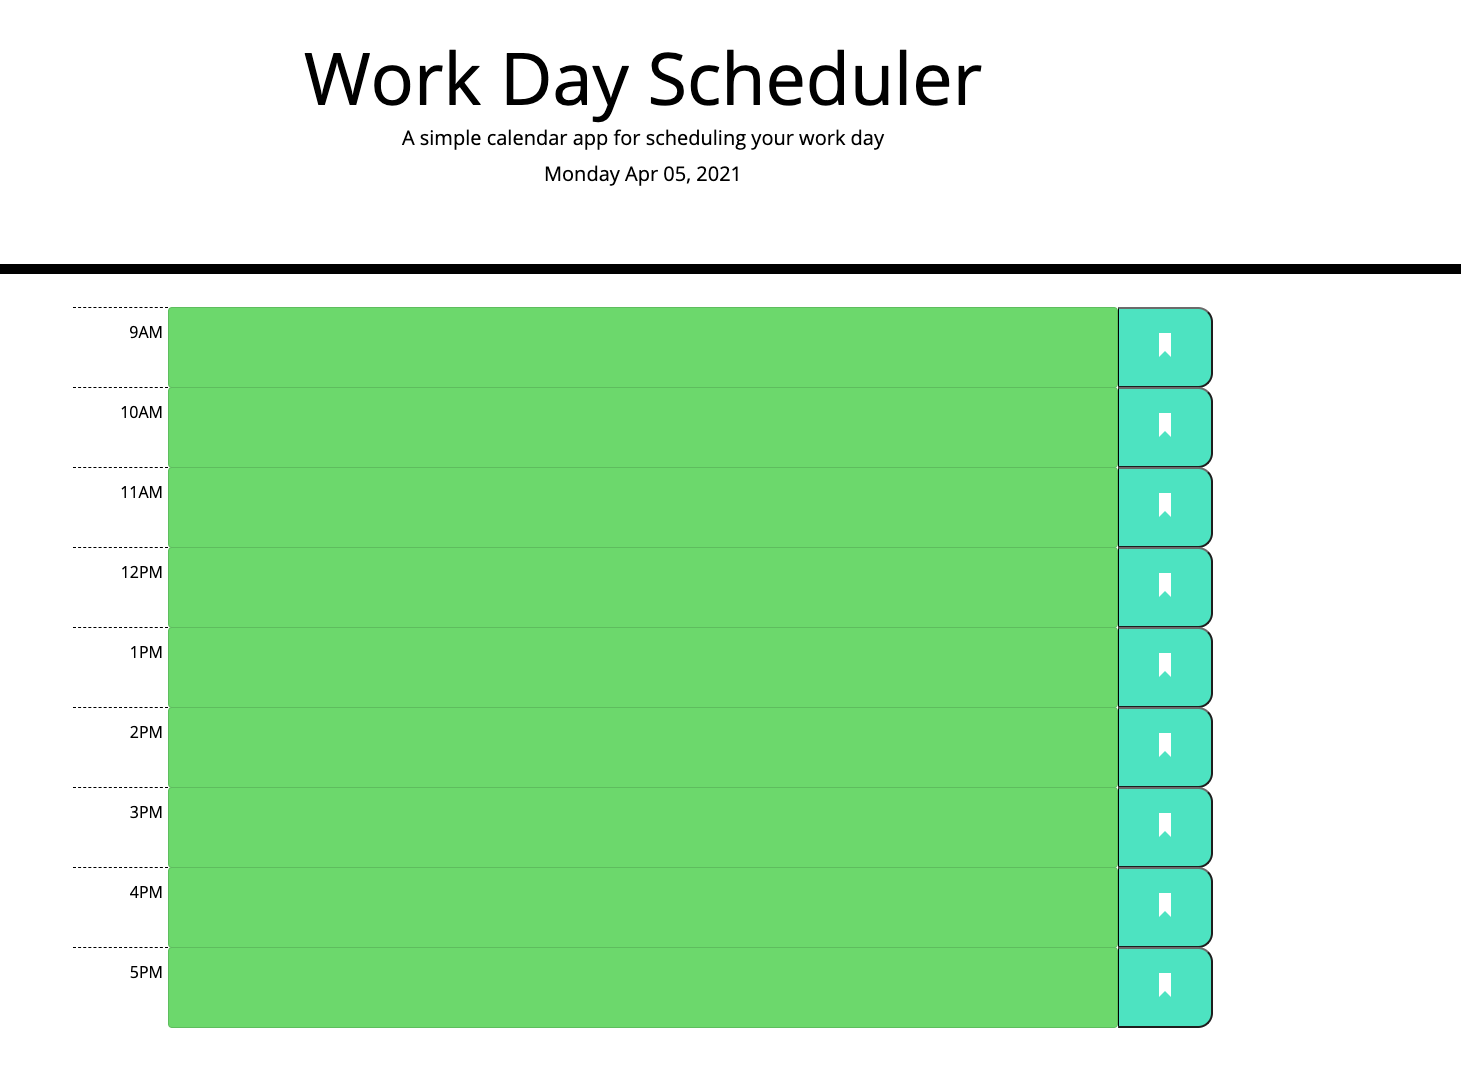 Work Day Scheduler
A simple calendar app for scheduling your work day
Monday Apr 05, 2021
9AM
10AM
11AM
12PM
1PM
2PM
3PM
4PM
5PM